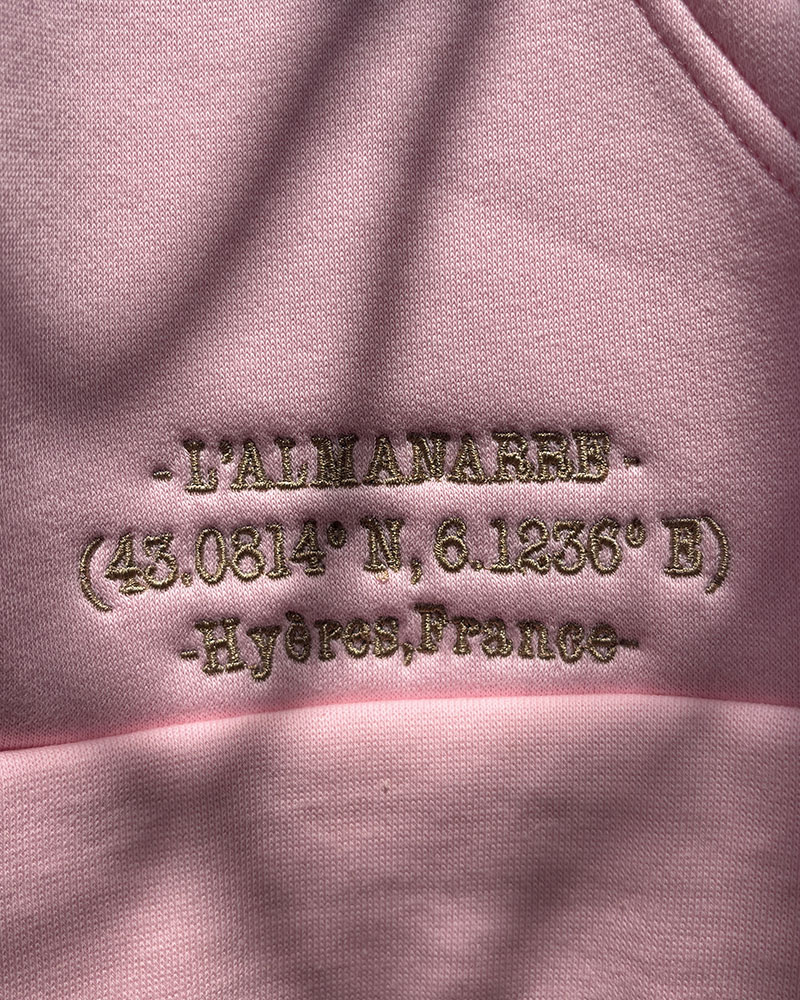 -L'ALMANARRE-
(43.0814° N, 6.1236° E)
-Hyères,France-